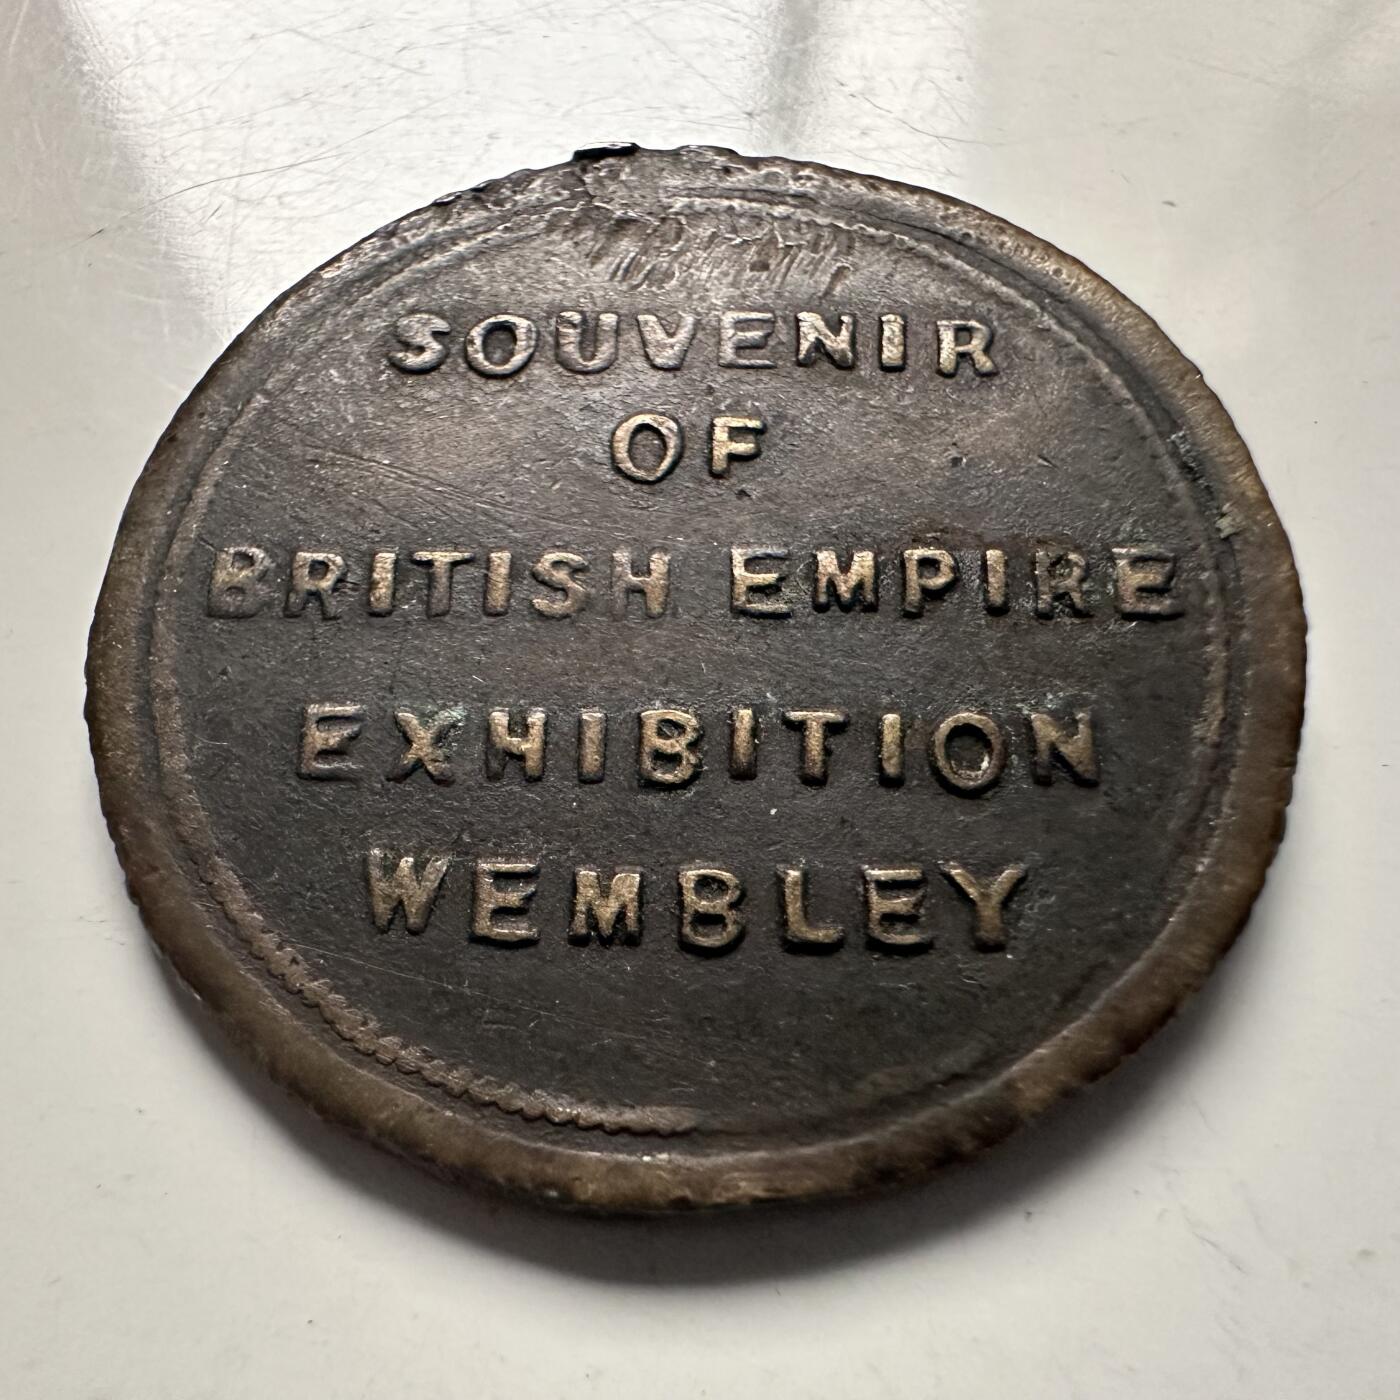 SOUVENIR
OF
BRITISH EMPIRE
EXHIBITION
WEMBLEY